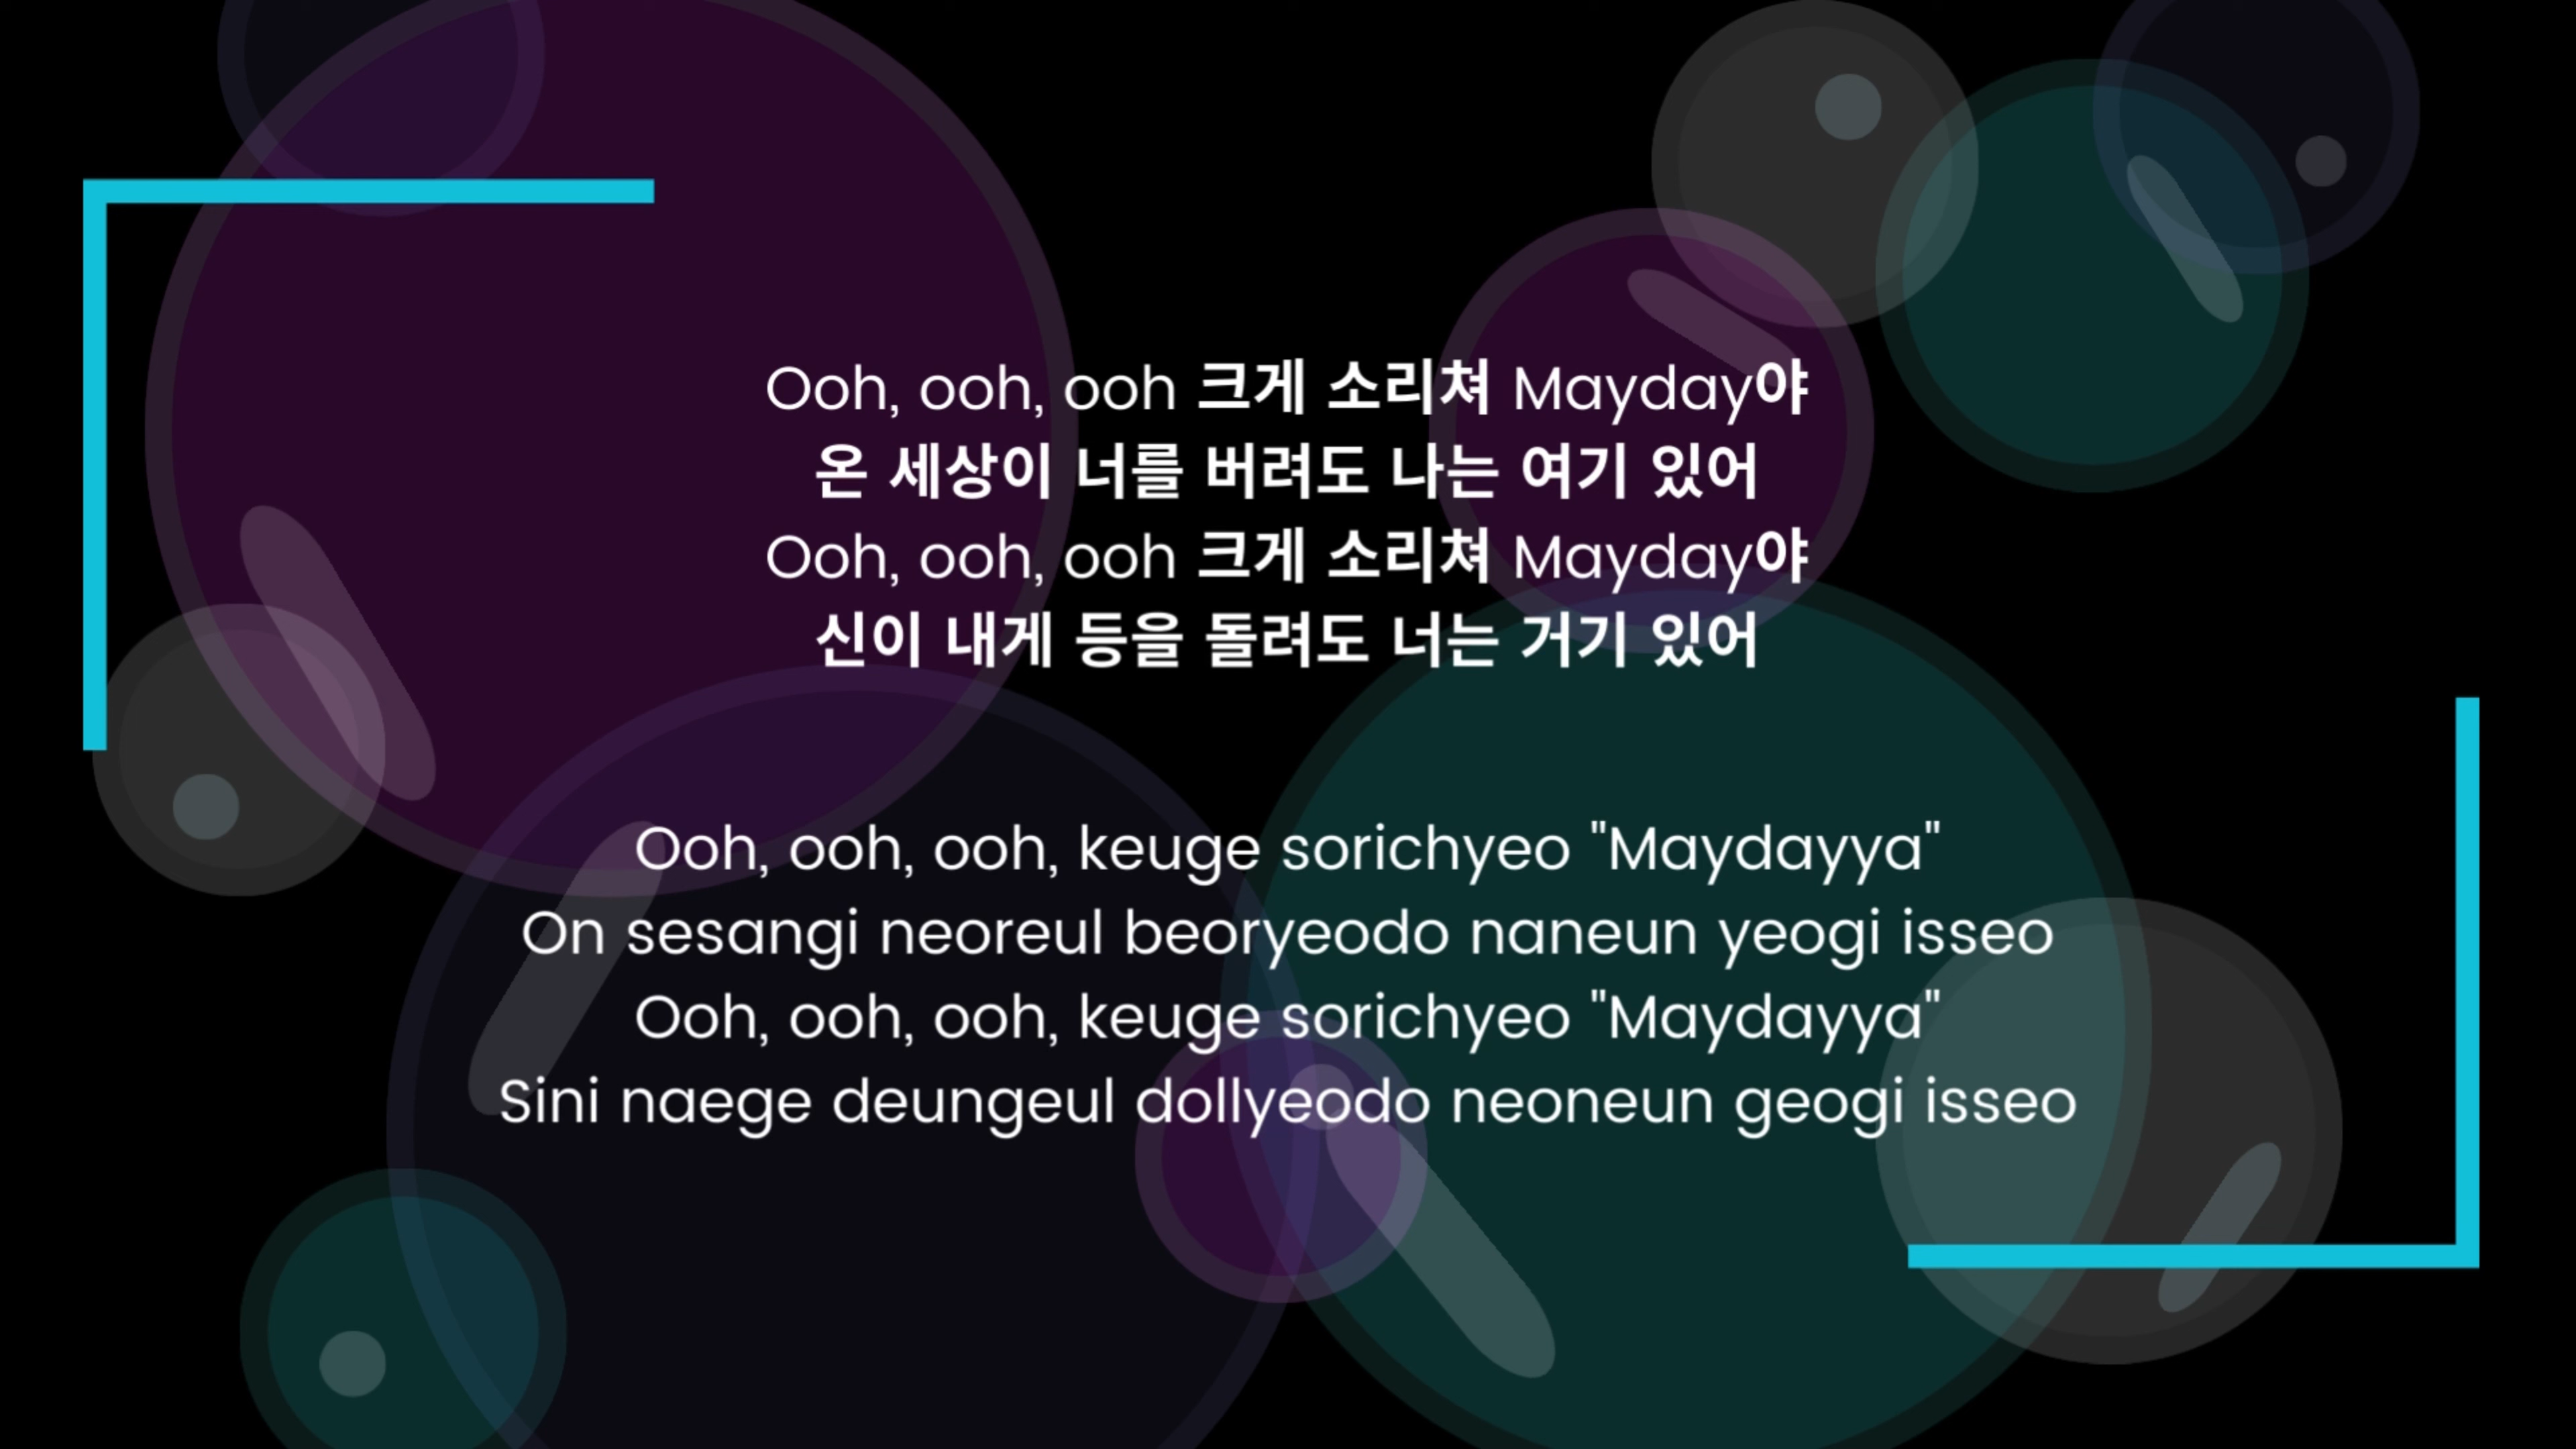 Ooh, ooh, ooh 크게 소리쳐 Mayday야
온 세상이 너를 버려도 나는 여기 있어
Ooh, ooh, ooh 크게 소리쳐 Mayday야
신이 내게 등을 돌려도 너는 거기 있어
Ooh, ooh, ooh, keuge sorichyeo "Maydayya"
On sesangi neoreul beoryeodo naneun yeogi isseo
Ooh, ooh, ooh, keuge sorichyeo "Maydayya"
Sini naege deungeul dollyeodo neoneun geogi isseo